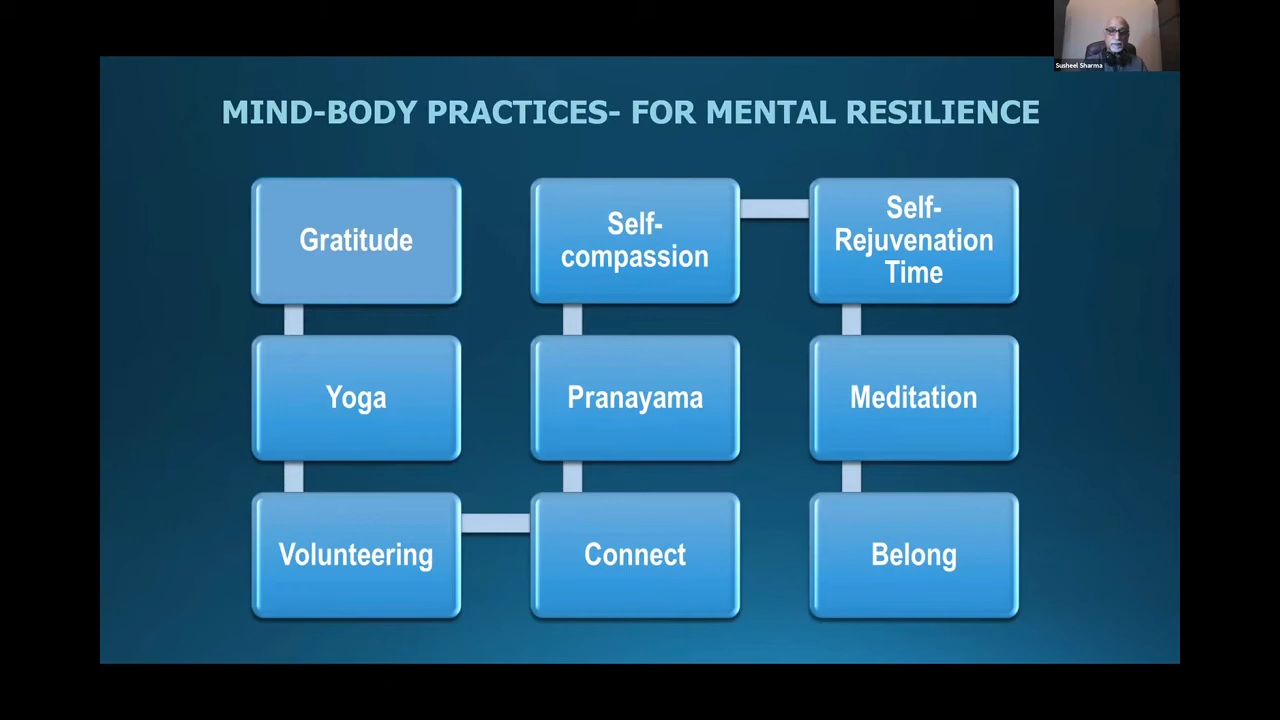 Susheel Sharma
MIND-BODY PRACTICES- FOR MENTAL RESILIENCE
Gratitude
Self-
compassion
Self-
Rejuvenation
Time
Yoga
Pranayama
Meditation
Volunteering
Connect
Belong